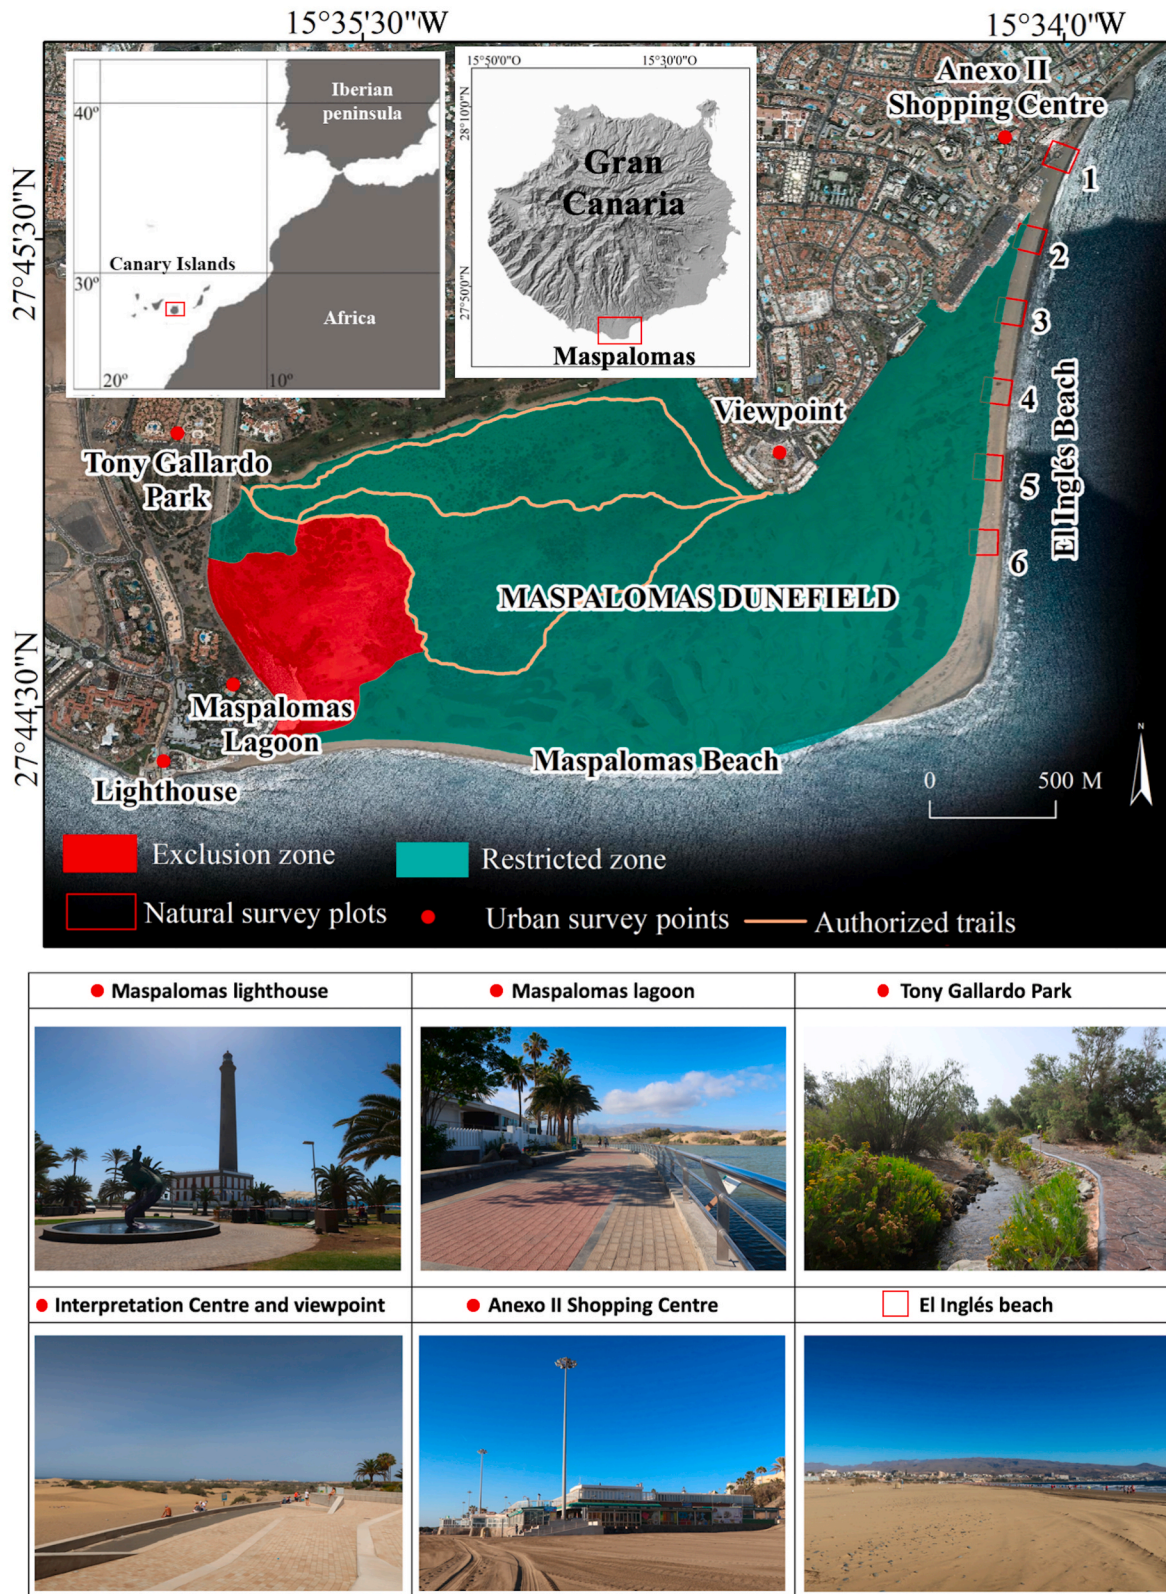 15°35'30"W
15°34'0"W
27°45'30"N
27°44'30"N
40º
Iberian
peninsula
Canary Islands
30º
Africa
20º
10º
15°50'0"O
15°30'0"O
28°10'0"N
27°50'0"N
Gran
Canaria
Maspalomas
Anexo II
Shopping Centre
1
2
3
4
5
6
El Inglés Beach
Viewpoint
Tony Gallardo
Park
MASPALOMAS DUNEFIELD
Maspalomas
Lagoon
Maspalomas Beach
Lighthouse
N
0 500 M
Exclusion zone
Restricted zone
Natural survey plots
Urban survey points
Authorized trails
Maspalomas lighthouse
Maspalomas lagoon
Tony Gallardo Park
Interpretation Centre and viewpoint
Anexo II Shopping Centre
El Inglés beach